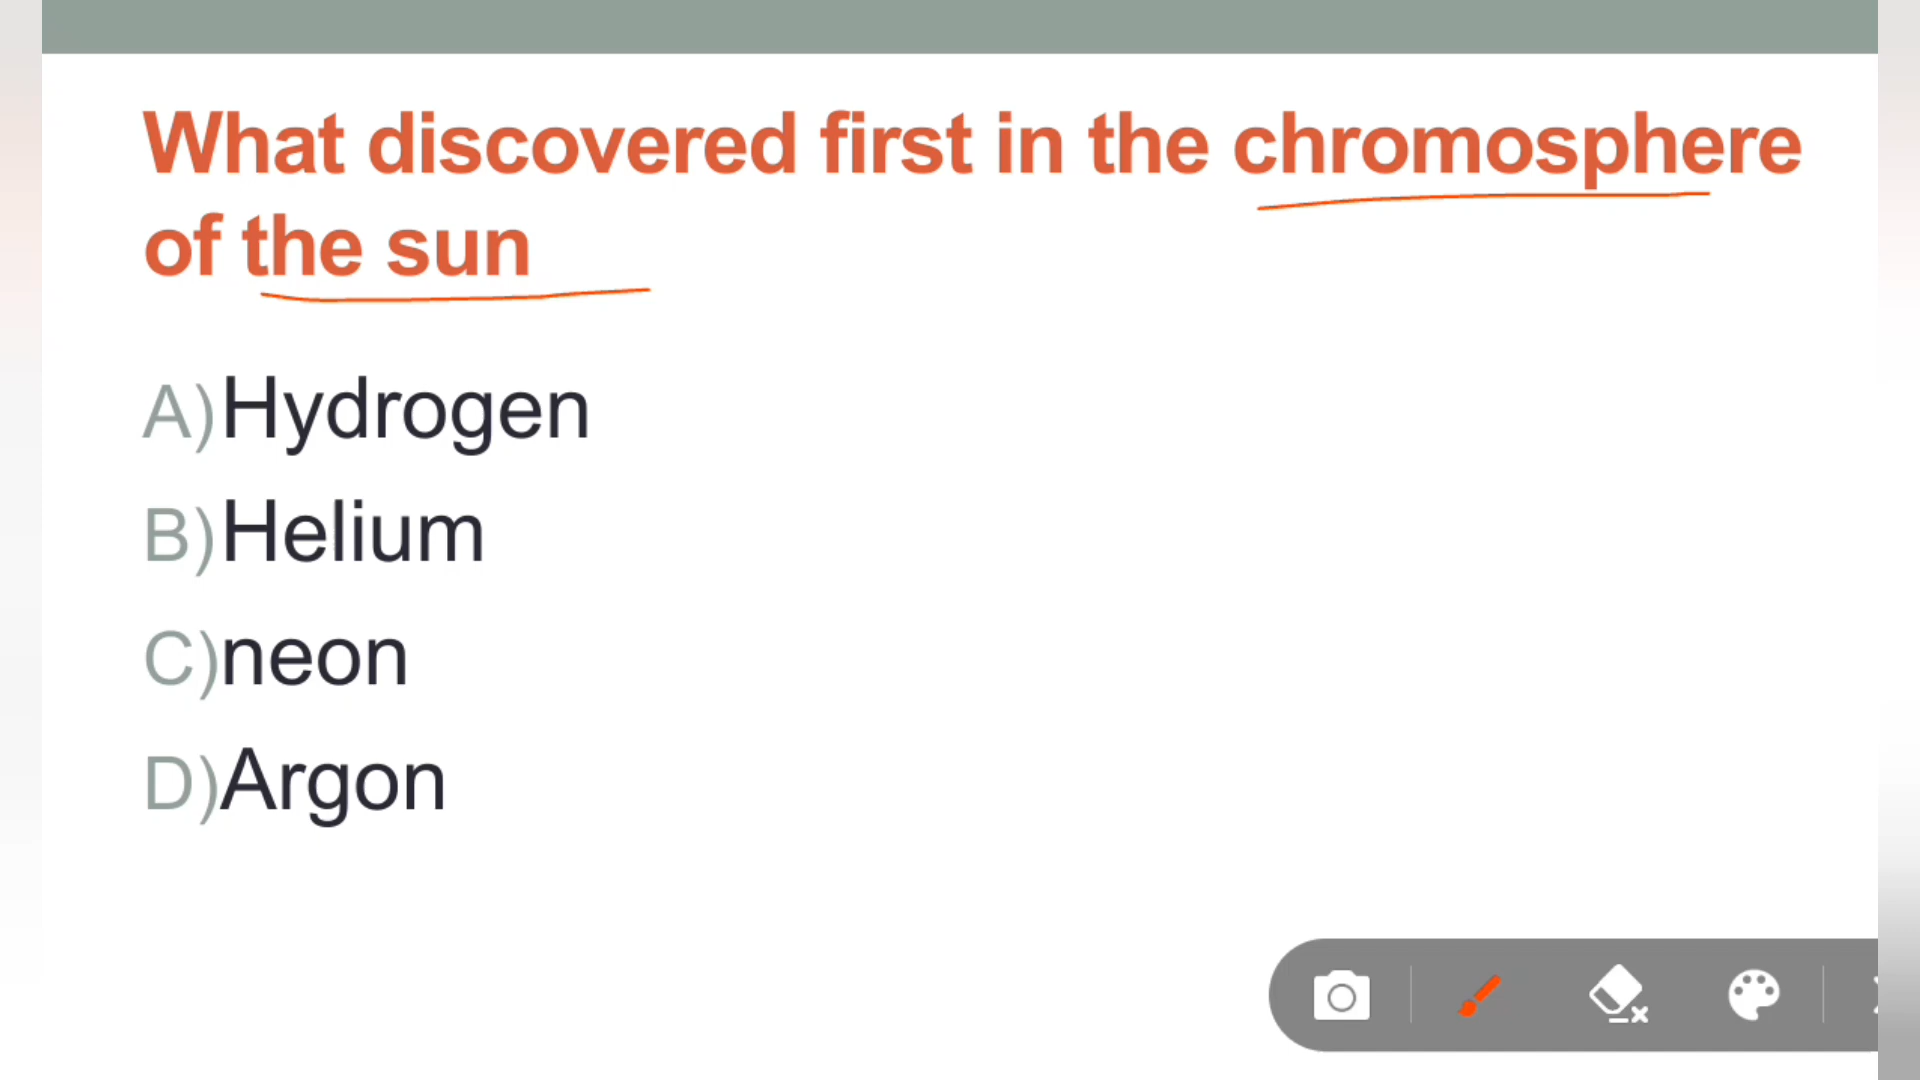 What discovered first in the chromosphere
of the sun
A)Hydrogen
B)Helium
C)neon
D)Argon